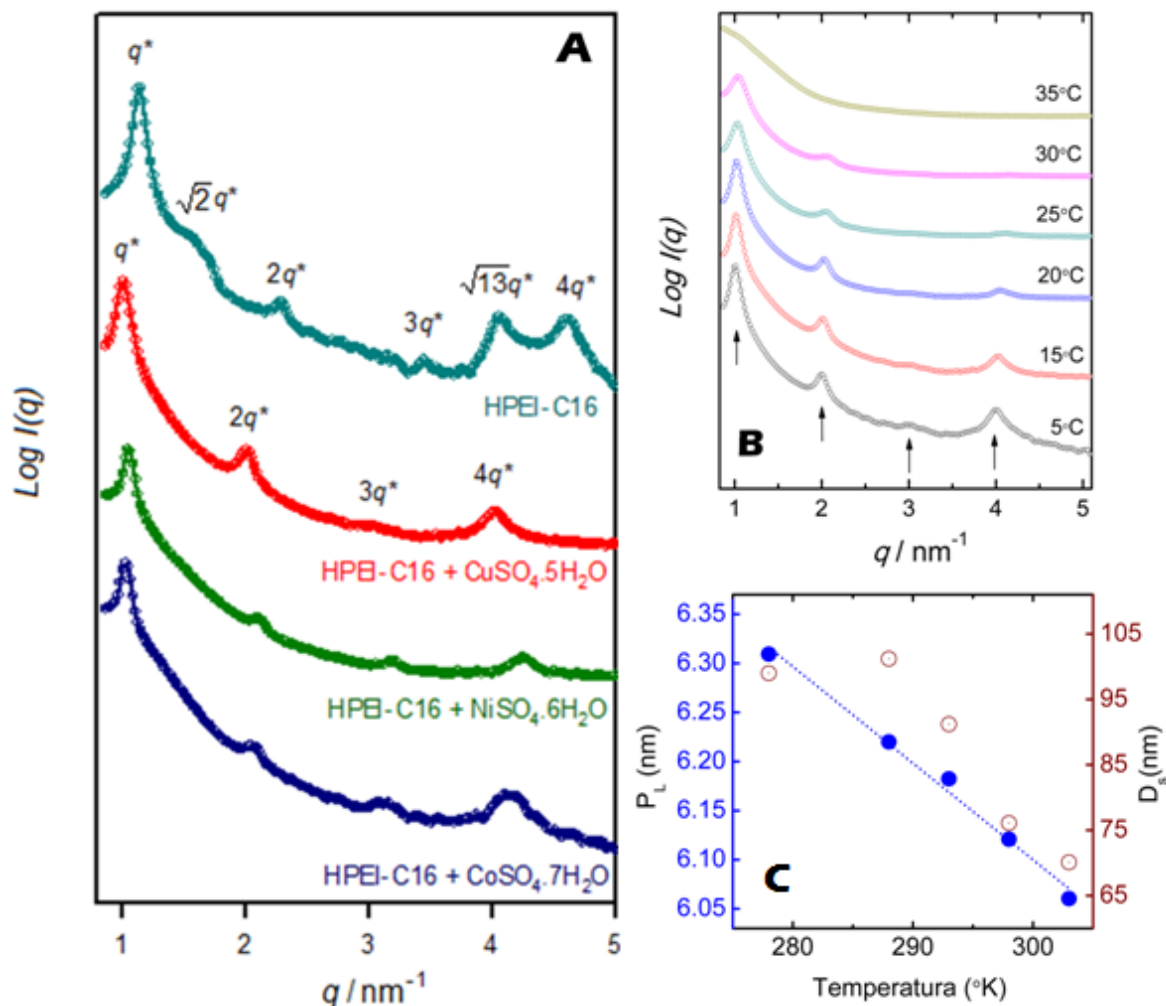 A
q*
√2q*
2q*
3q*
√13q*
4q*
HPEI-C16
q*
2q*
3q*
4q*
HPEI-C16 + CuSO₄.5H₂O
HPEI-C16 + NiSO₄.6H₂O
HPEI-C16 + CoSO₄.7H₂O
Log I(q)
1 2 3 4 5
q / nm⁻¹
35°C
30°C
25°C
20°C
15°C
5°C
B
Log I(q)
1 2 3 4 5
q / nm⁻¹
6.35
6.30
6.25
6.20
6.15
6.10
6.05
P_L (nm)
105
95
85
75
65
D_s(nm)
C
280 290 300
Temperatura (°K)